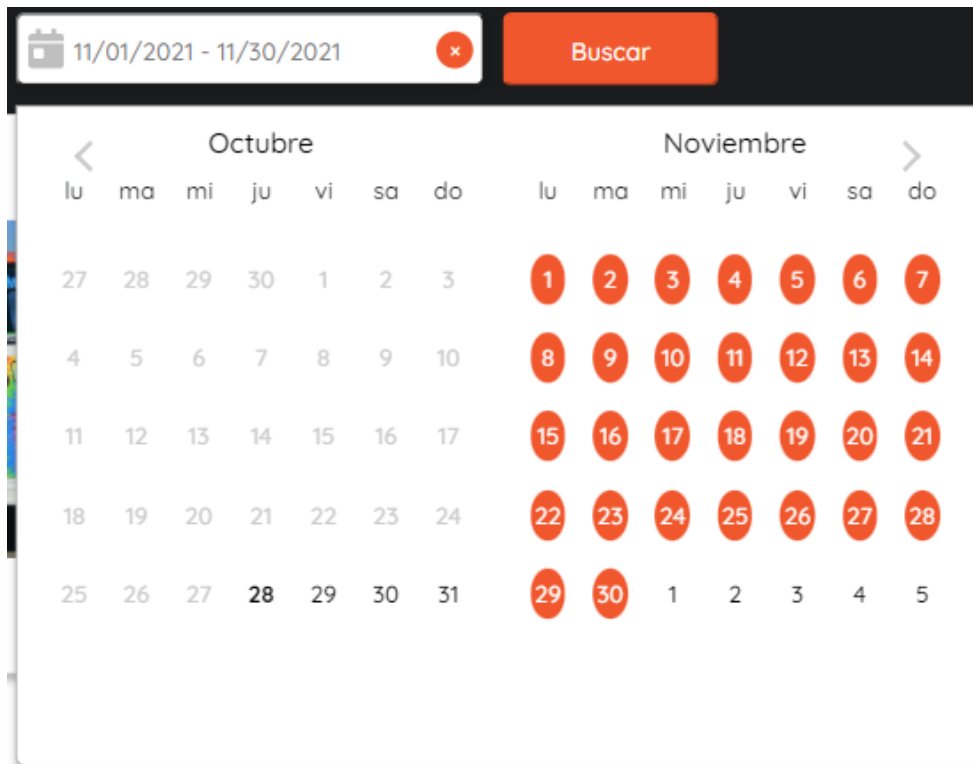 11/01/2021 - 11/30/2021 × Buscar
Octubre Noviembre
lu ma mi ju vi sa do lu ma mi ju vi sa do
27 28 29 30 1 2 3 1 2 3 4 5 6 7
4 5 6 7 8 9 10 8 9 10 11 12 13 14
11 12 13 14 15 16 17 15 16 17 18 19 20 21
18 19 20 21 22 23 24 22 23 24 25 26 27 28
25 26 27 28 29 30 31 29 30 1 2 3 4 5